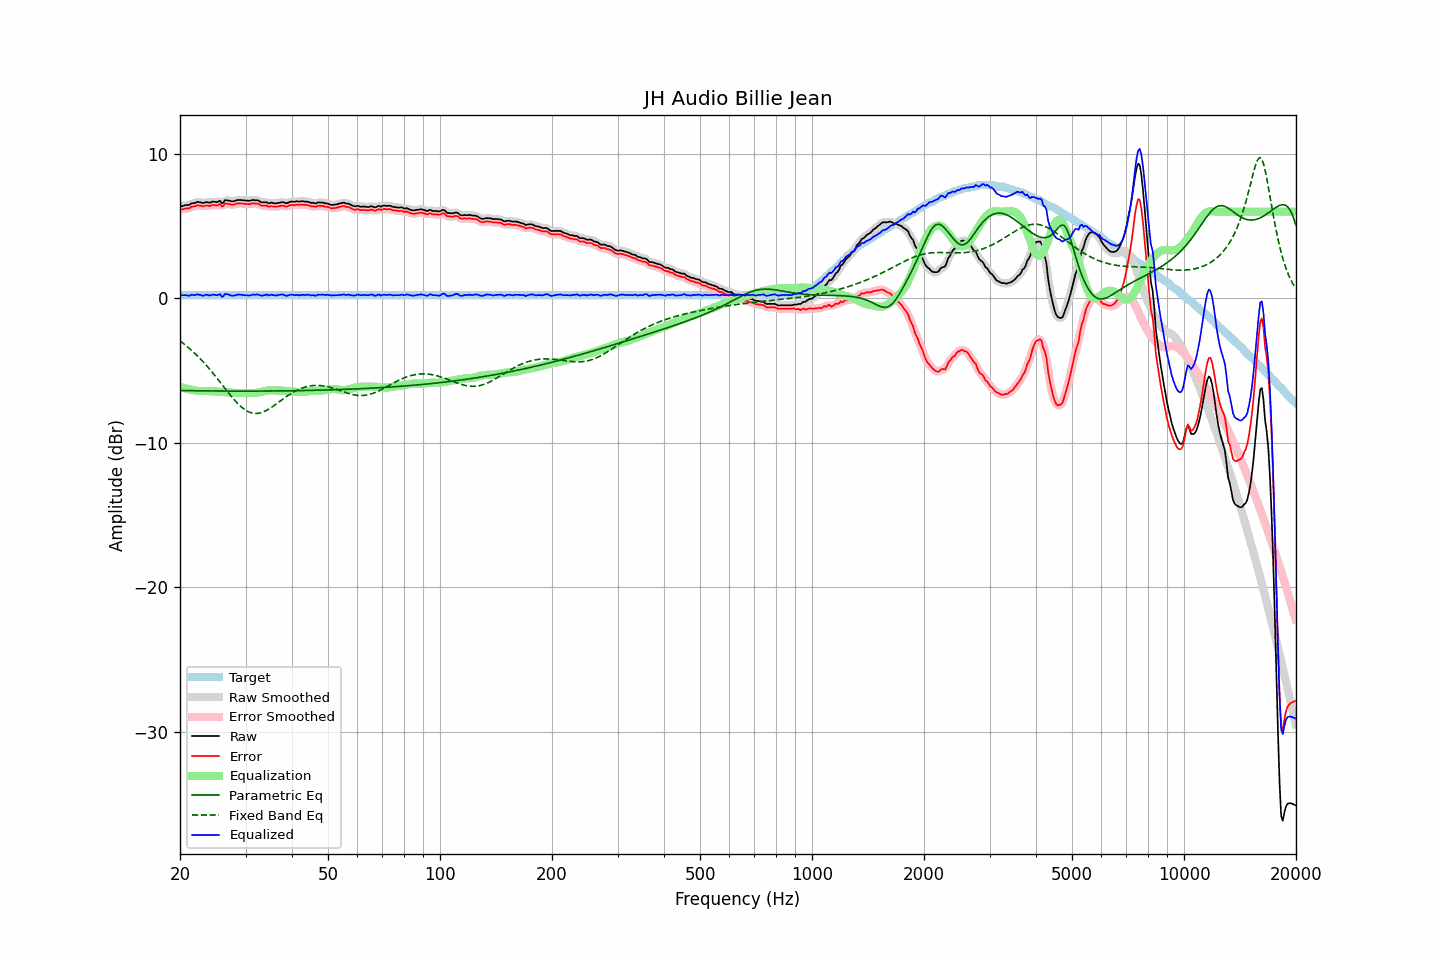 JH Audio Billie Jean
10
0
−10
−20
−30
Amplitude (dBr)
Target
Raw Smoothed
Error Smoothed
Raw
Error
Equalization
Parametric Eq
Fixed Band Eq
Equalized
20 50 100 200 500 1000 2000 5000 10000 20000
Frequency (Hz)